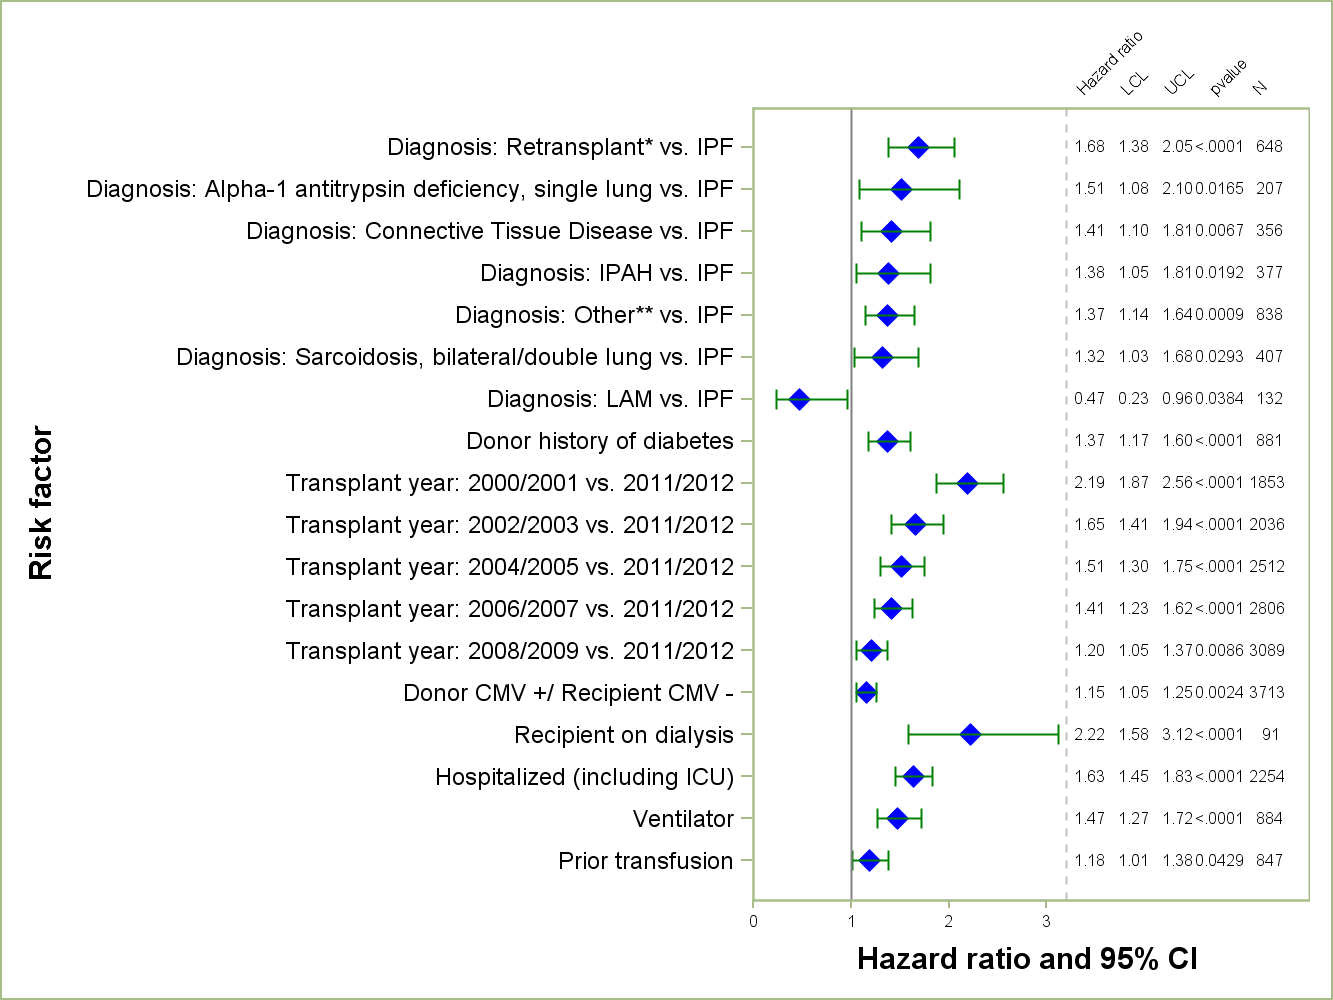 Hazard ratio LCL UCL pvalue N
Diagnosis: Retransplant* vs. IPF 1.68 1.38 2.05 <.0001 648
Diagnosis: Alpha-1 antitrypsin deficiency, single lung vs. IPF 1.51 1.08 2.10 0.0165 207
Diagnosis: Connective Tissue Disease vs. IPF 1.41 1.10 1.81 0.0067 356
Diagnosis: IPAH vs. IPF 1.38 1.05 1.81 0.0192 377
Diagnosis: Other** vs. IPF 1.37 1.14 1.64 0.0009 838
Diagnosis: Sarcoidosis, bilateral/double lung vs. IPF 1.32 1.03 1.68 0.0293 407
Diagnosis: LAM vs. IPF 0.47 0.23 0.96 0.0384 132
Donor history of diabetes 1.37 1.17 1.60 <.0001 881
Transplant year: 2000/2001 vs. 2011/2012 2.19 1.87 2.56 <.0001 1853
Transplant year: 2002/2003 vs. 2011/2012 1.65 1.41 1.94 <.0001 2036
Transplant year: 2004/2005 vs. 2011/2012 1.51 1.30 1.75 <.0001 2512
Transplant year: 2006/2007 vs. 2011/2012 1.41 1.23 1.62 <.0001 2806
Transplant year: 2008/2009 vs. 2011/2012 1.20 1.05 1.37 0.0086 3089
Donor CMV +/ Recipient CMV - 1.15 1.05 1.25 0.0024 3713
Recipient on dialysis 2.22 1.58 3.12 <.0001 91
Hospitalized (including ICU) 1.63 1.45 1.83 <.0001 2254
Ventilator 1.47 1.27 1.72 <.0001 884
Prior transfusion 1.18 1.01 1.38 0.0429 847
Risk factor
0 1 2 3
Hazard ratio and 95% CI